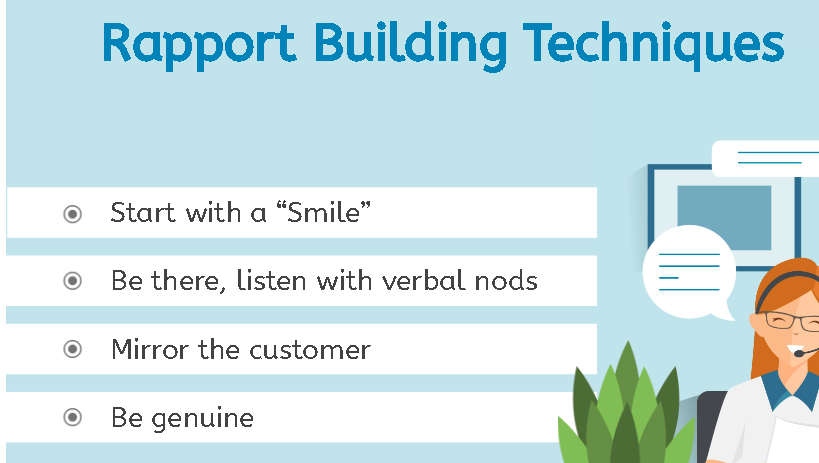 Rapport Building Techniques
Start with a “Smile”
Be there, listen with verbal nods
Mirror the customer
Be genuine